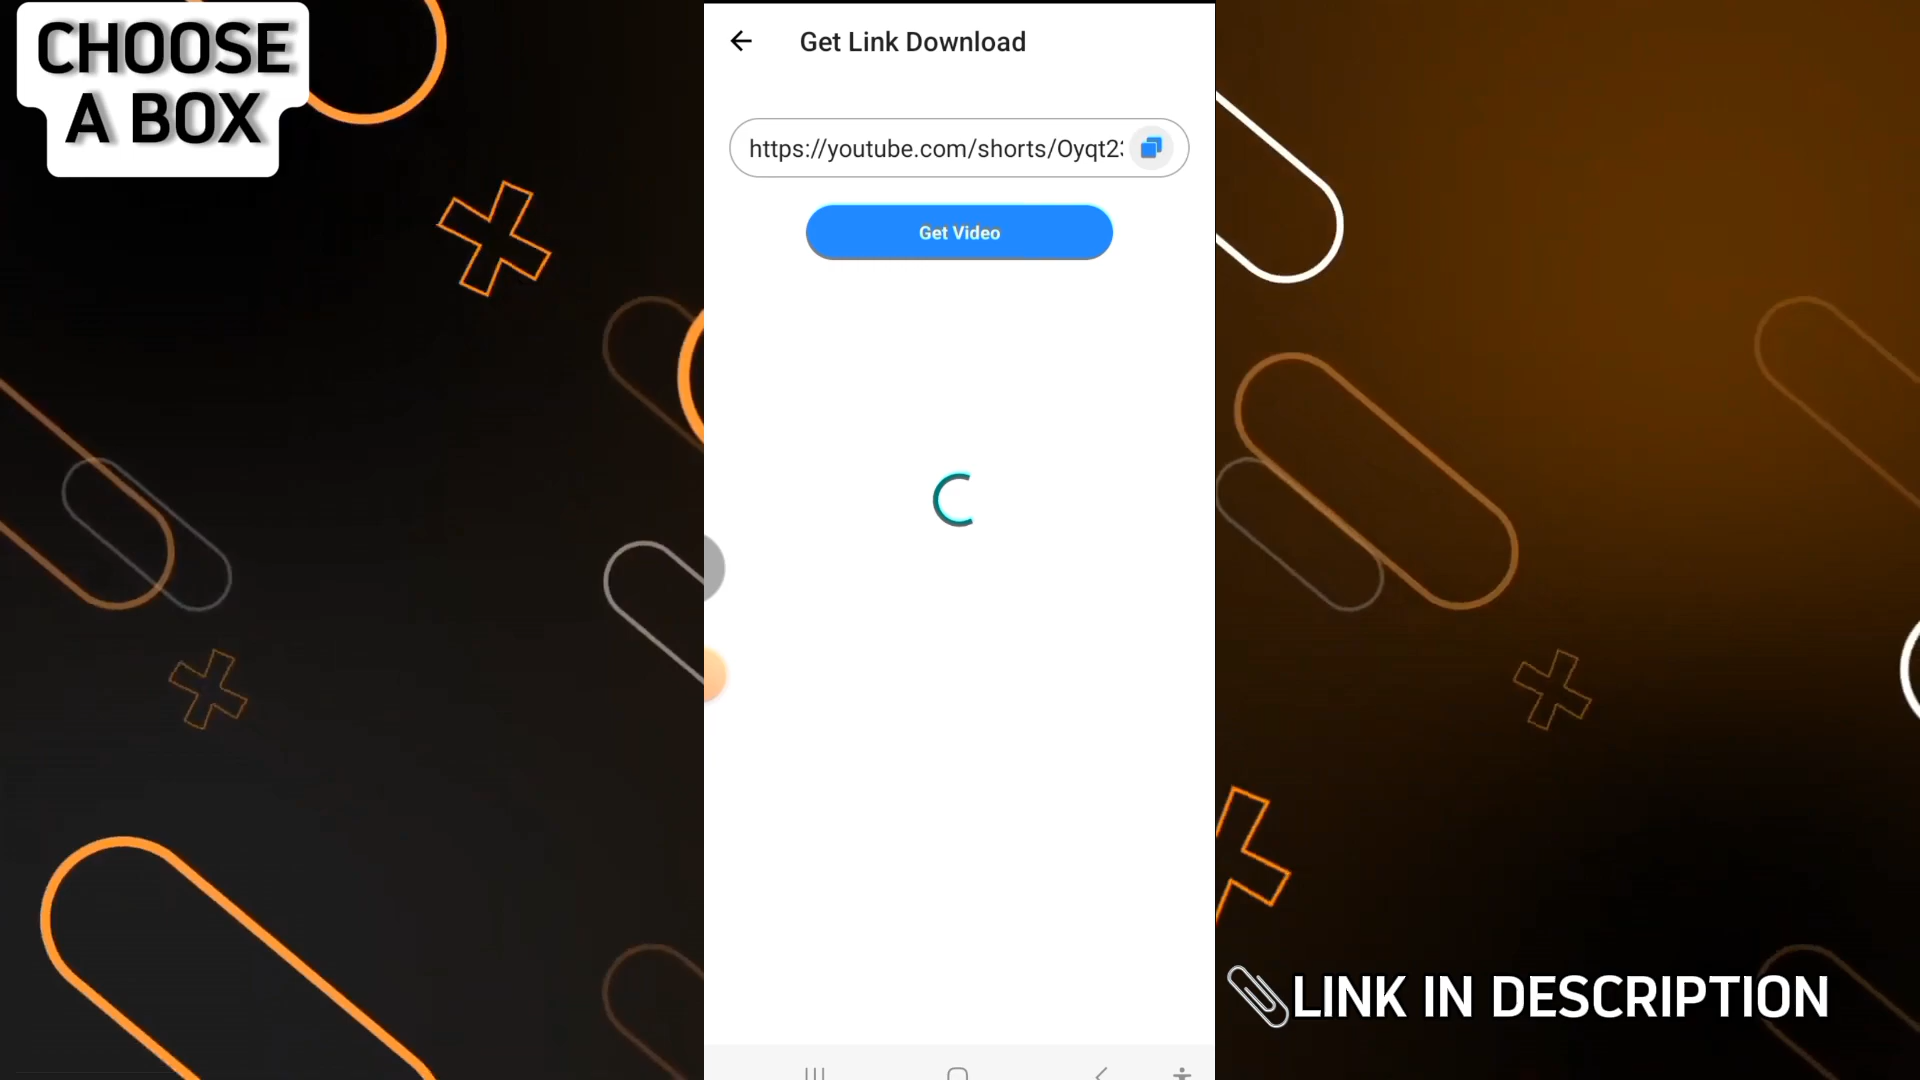 CHOOSE
A BOX
Get Link Download
https://youtube.com/shorts/Oyqt2
Get Video
LINK IN DESCRIPTION